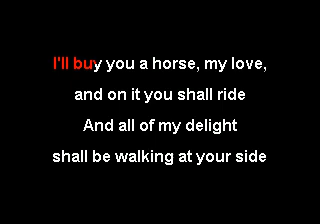 I'll buy you a horse, my love,
and on it you shall ride
And all of my delight
shall be walking at your side